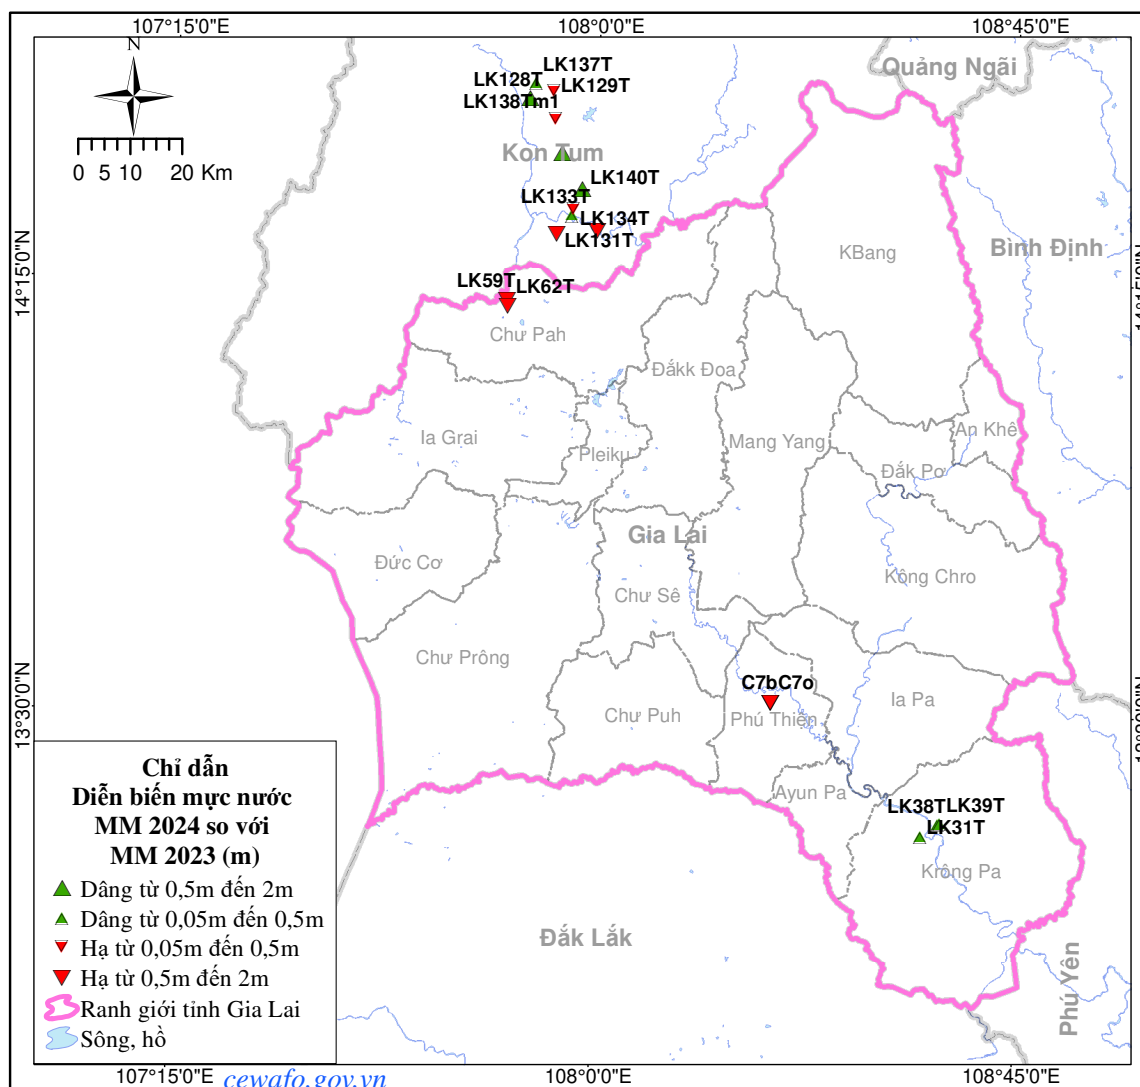 107°15'0"E
108°0'0"E
108°45'0"E
N
0 5 10 20 Km
Quảng Ngãi
LK137T
LK128T
LK129T
LK138Tm1
Kon Tum
LK140T
LK133T
LK134T
LK131T
14°15'0"N
14°15'0"N
KBang
Bình Định
LK59T
LK62T
Chư Pah
Đắkk Đoa
Ia Grai
Pleiku
Mang Yang
An Khê
Đắk Pơ
Gia Lai
Đức Cơ
Chư Sê
Kông Chro
Chư Prông
C7bC7o
Ia Pa
13°30'0"N
Chư Puh
Phú Thiện
Ayun Pa
LK38T
LK39T
LK31T
Krông Pa
Đắk Lắk
Phú Yên
Chỉ dẫn
Diễn biến mực nước
MM 2024 so với
MM 2023 (m)
Dâng từ 0,5m đến 2m
Dâng từ 0,05m đến 0,5m
Hạ từ 0,05m đến 0,5m
Hạ từ 0,5m đến 2m
Ranh giới tỉnh Gia Lai
Sông, hồ
107°15'0"E
cewafo.gov.vn
108°0'0"E
108°45'0"E